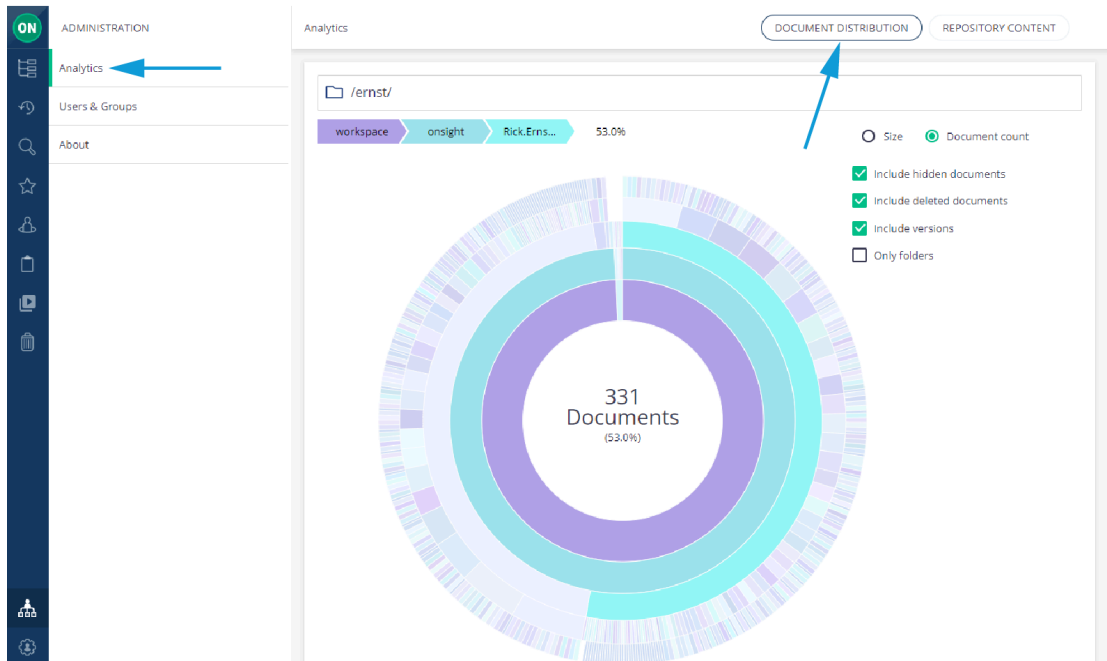 ON
ADMINISTRATION
Analytics
Users & Groups
About
Analytics
DOCUMENT DISTRIBUTION
REPOSITORY CONTENT
/ernst/
workspace
onsight
Rick.Erns...
53.0%
Size
Document count
Include hidden documents
Include deleted documents
Include versions
Only folders
331
Documents
(53.0%)